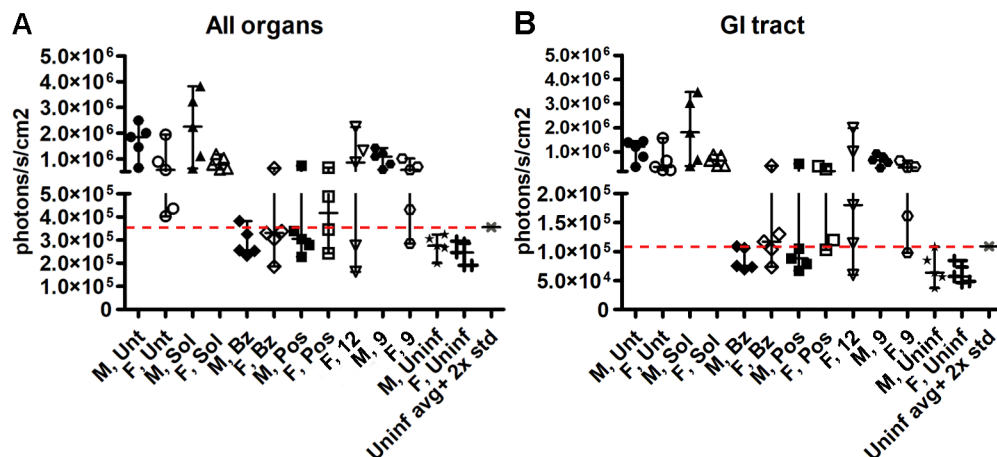 A
All organs
photons/s/cm2
5.0×10⁶
4.0×10⁶
3.0×10⁶
2.0×10⁶
1.0×10⁶
5.0×10⁵
4.0×10⁵
3.0×10⁵
2.0×10⁵
1.0×10⁵
0
M, Unt
F, Unt
M, Sol
F, Sol
M, Bz
F, Bz
M, Pos
F, Pos
F, 12
M, 9
F, 9
M, Uninf
F, Uninf
Uninf avg+ 2x std
B
GI tract
photons/s/cm2
5.0×10⁶
4.0×10⁶
3.0×10⁶
2.0×10⁶
1.0×10⁶
2.0×10⁵
1.5×10⁵
1.0×10⁵
5.0×10⁴
0
M, Unt
F, Unt
M, Sol
F, Sol
M, Bz
F, Bz
M, Pos
F, Pos
F, 12
M, 9
F, 9
M, Uninf
F, Uninf
Uninf avg+ 2x std